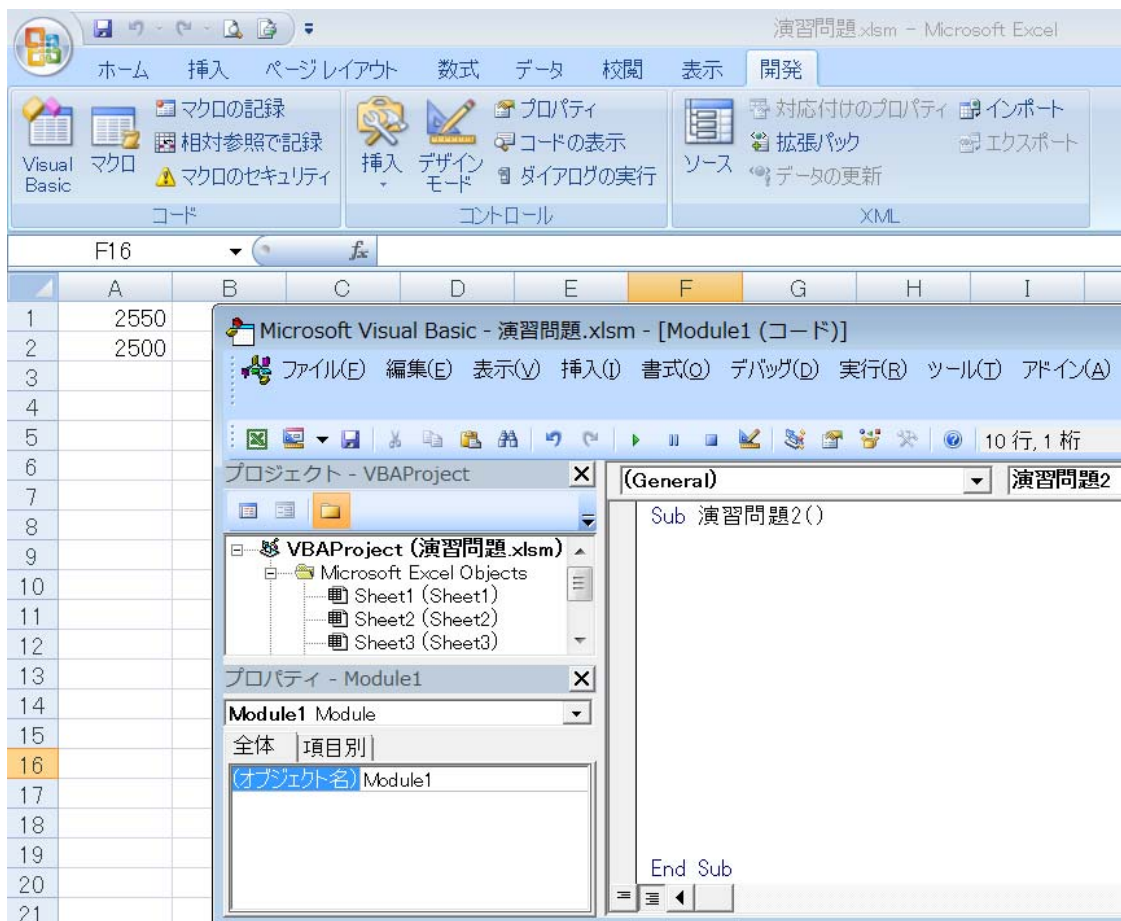 演習問題.xlsm - Microsoft Excel
ホーム 挿入 ページレイアウト 数式 データ 校閲 表示 開発
Visual Basic
マクロ
マクロの記録
相対参照で記録
マクロのセキュリティ
コード
挿入
デザイン モード
プロパティ
コードの表示
ダイアログの実行
コントロール
ソース
対応付けのプロパティ
拡張パック
データの更新
インポート
エクスポート
XML
F16 fx
A B C D E F G H I
1 2550
2 2500
3
4
5
6
7
8
9
10
11
12
13
14
15
16
17
18
19
20
21
Microsoft Visual Basic - 演習問題.xlsm - [Module1 (コード)]
ファイル(F) 編集(E) 表示(V) 挿入(I) 書式(O) デバッグ(D) 実行(R) ツール(T) アドイン(A)
10 行, 1 桁
プロジェクト - VBAProject
VBAProject (演習問題.xlsm)
Microsoft Excel Objects
Sheet1 (Sheet1)
Sheet2 (Sheet2)
Sheet3 (Sheet3)
プロパティ - Module1
Module1 Module
全体 項目別
(オブジェクト名) Module1
(General) 演習問題2
Sub 演習問題2()
End Sub